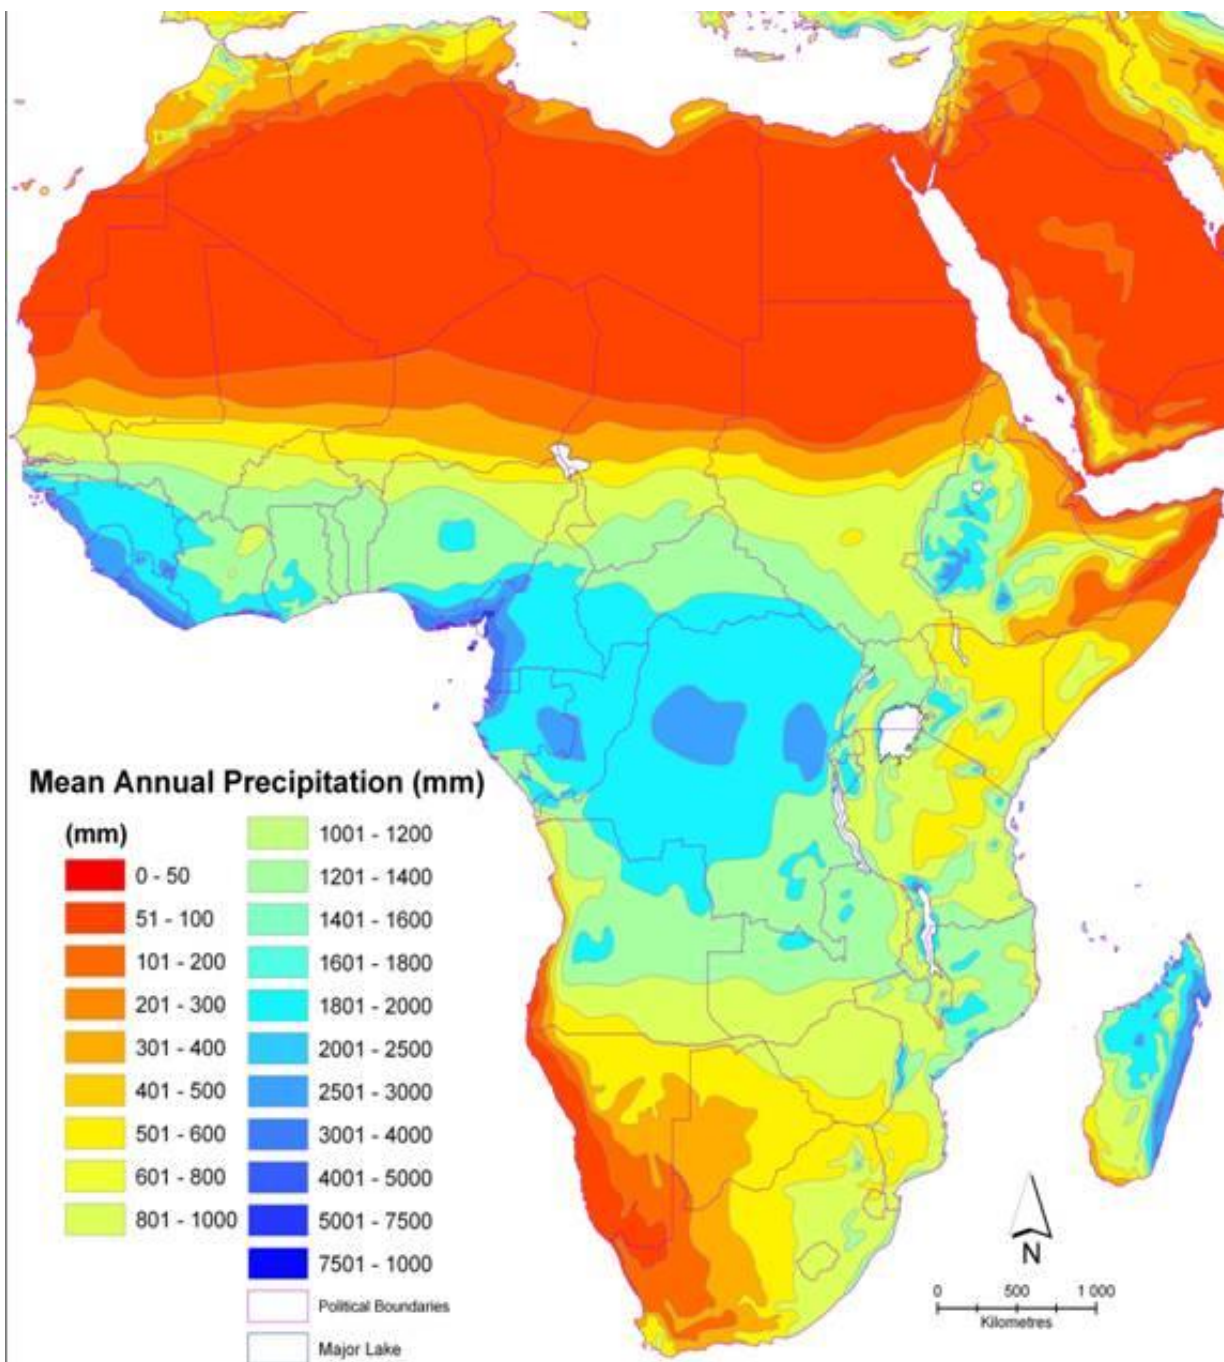 Mean Annual Precipitation (mm)
(mm)
0 - 50
51 - 100
101 - 200
201 - 300
301 - 400
401 - 500
501 - 600
601 - 800
801 - 1000
1001 - 1200
1201 - 1400
1401 - 1600
1601 - 1800
1801 - 2000
2001 - 2500
2501 - 3000
3001 - 4000
4001 - 5000
5001 - 7500
7501 - 1000
Political Boundaries
Major Lake
N
0 500 1 000
Kilometres